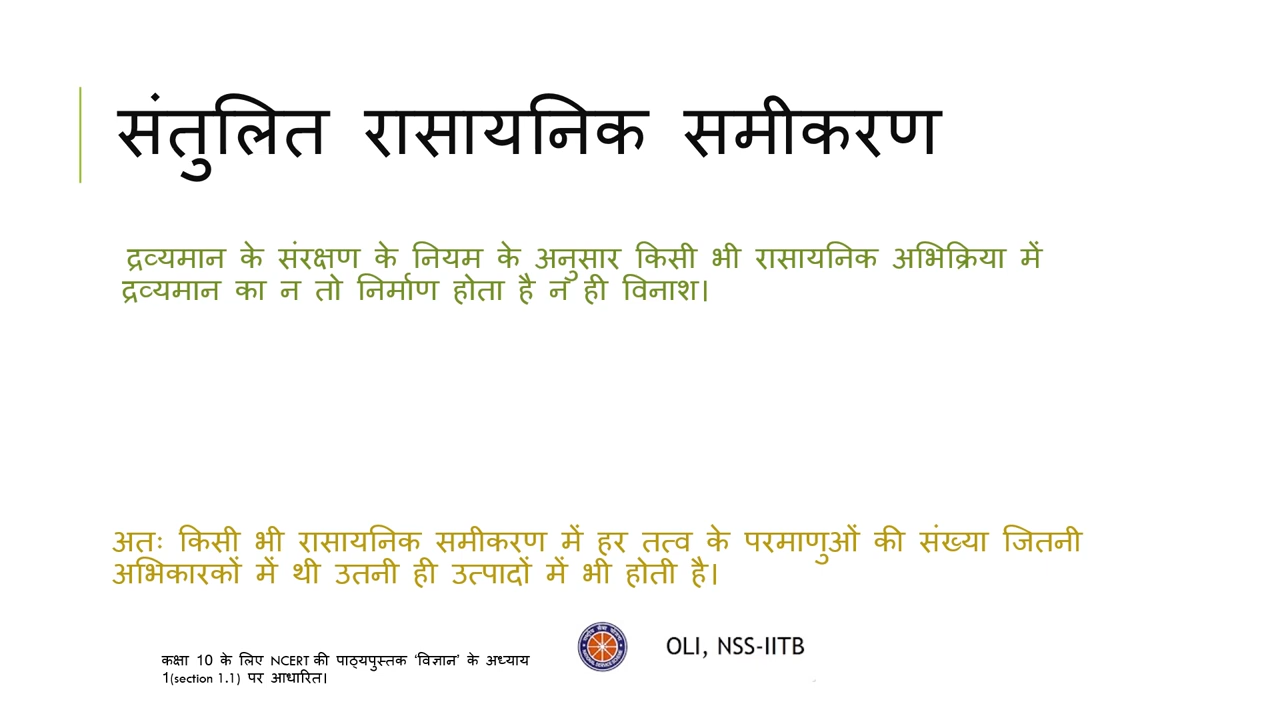 संतुलित रासायनिक समीकरण
द्रव्यमान के संरक्षण के नियम के अनुसार किसी भी रासायनिक अभिक्रिया में
द्रव्यमान का न तो निर्माण होता है न ही विनाश।
अतः किसी भी रासायनिक समीकरण में हर तत्व के परमाणुओं की संख्या जितनी
अभिकारकों में थी उतनी ही उत्पादों में भी होती है।
OLI, NSS-IITB
कक्षा 10 के लिए NCERT की पाठ्यपुस्तक ‘विज्ञान’ के अध्याय
1(section 1.1) पर आधारित।